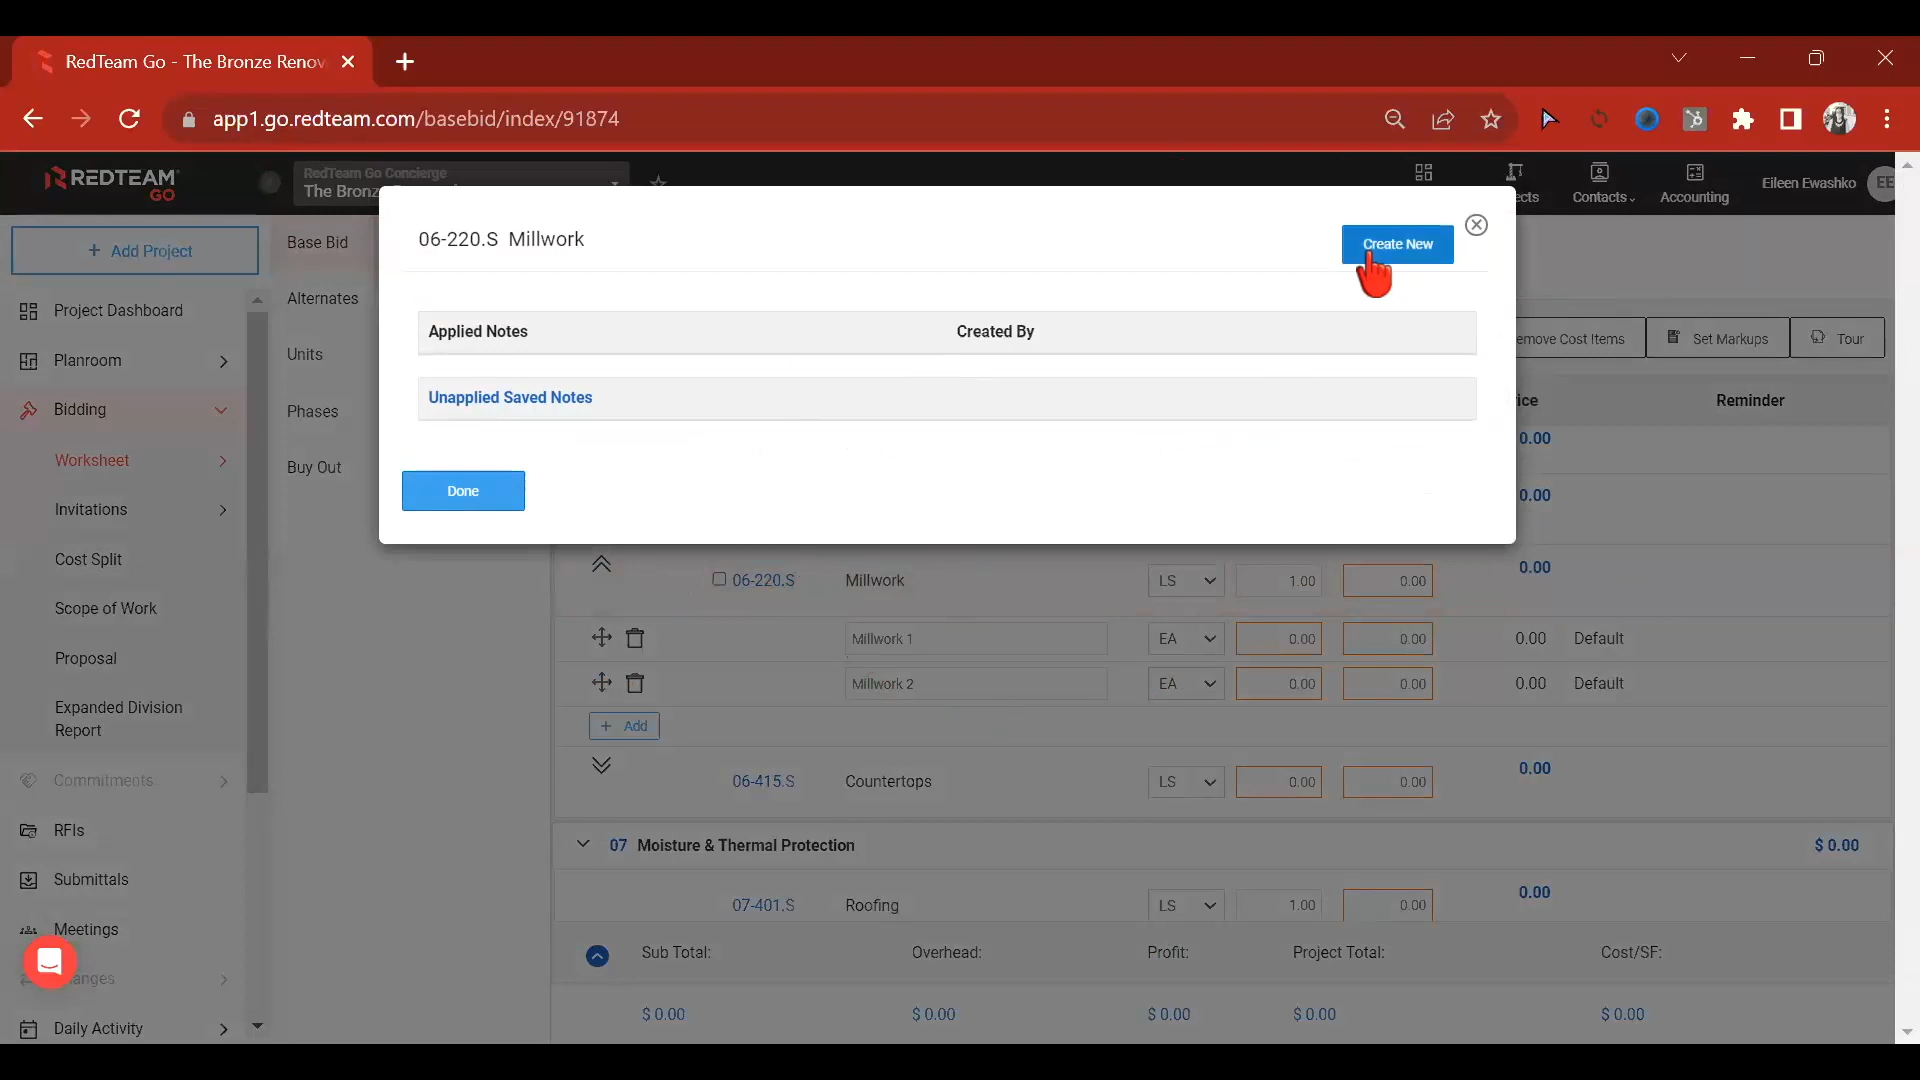 RedTeam Go - The Bronze Renov
app1.go.redteam.com/basebid/index/91874
REDTEAM
GO
RedTeam Go Concierge
The Bronz
ects
Contacts
Accounting
Eileen Ewashko
EE
+ Add Project
Project Dashboard
Planroom
Bidding
Worksheet
Invitations
Cost Split
Scope of Work
Proposal
Expanded Division
Report
Commitments
RFIs
Submittals
Meetings
anges
Daily Activity
Base Bid
Alternates
Units
Phases
Buy Out
06-220.S Millwork
Create New
Applied Notes Created By
Unapplied Saved Notes
Done
emove Cost Items
Set Markups
Tour
ice Reminder
0.00
0.00
06-220.S Millwork LS 1.00 0.00 0.00
Millwork 1 EA 0.00 0.00 0.00 Default
Millwork 2 EA 0.00 0.00 0.00 Default
+ Add
06-415.S Countertops LS 0.00 0.00 0.00
07 Moisture & Thermal Protection $ 0.00
07-401.S Roofing LS 1.00 0.00 0.00
Sub Total: Overhead: Profit: Project Total: Cost/SF:
$ 0.00 $ 0.00 $ 0.00 $ 0.00 $ 0.00